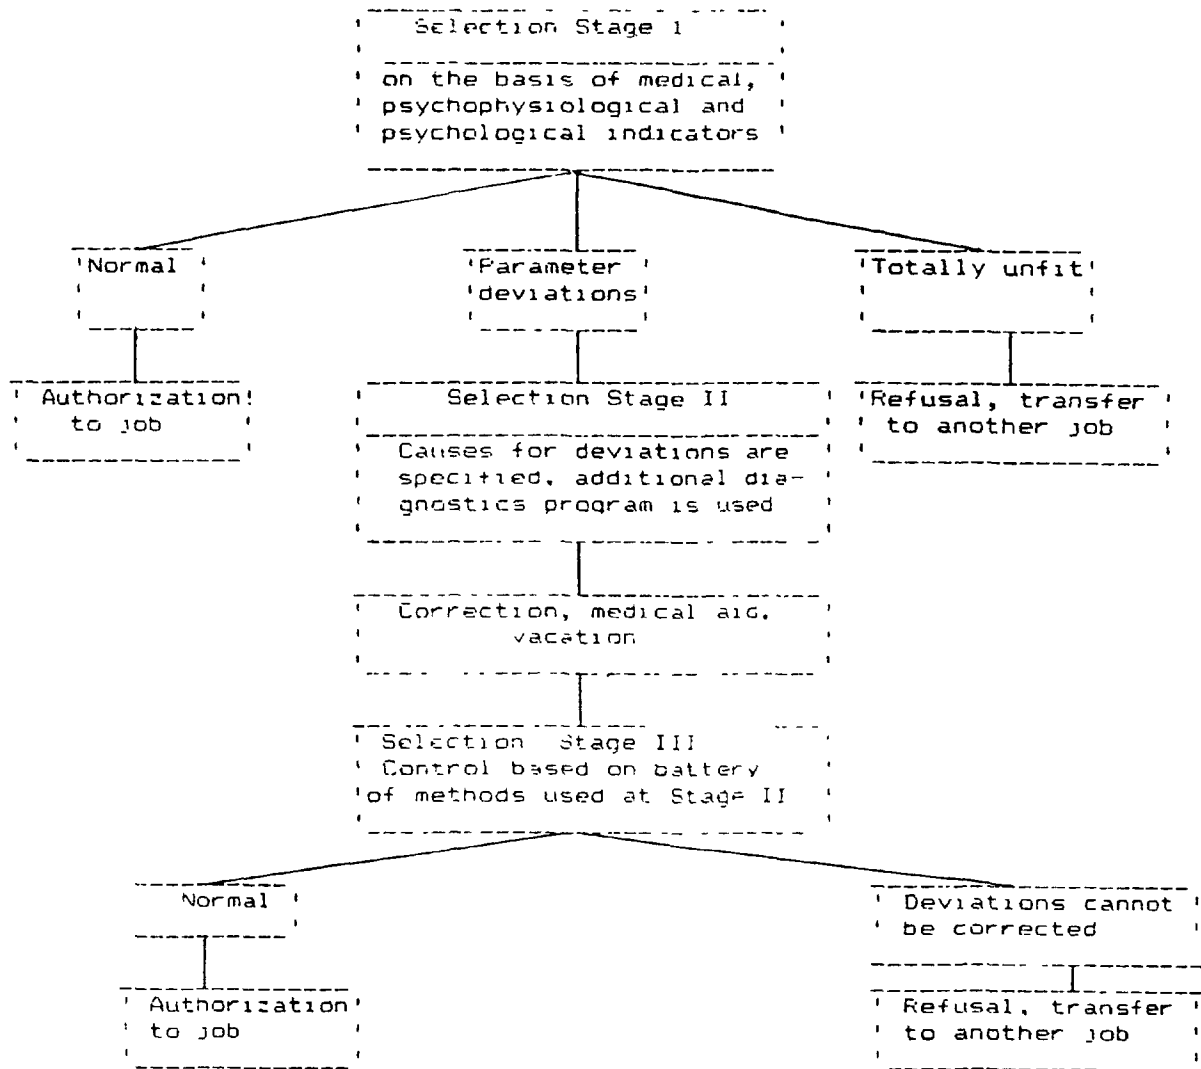 Selection Stage I
on the basis of medical,
psychophysiological and
psychological indicators
Normal
Parameter
deviations
Totally unfit
Authorization
to job
Selection Stage II
Causes for deviations are
specified, additional dia-
gnostics program is used
Refusal, transfer
to another job
Correction, medical aid,
vacation
Selection Stage III
Control based on battery
of methods used at Stage II
Normal
Deviations cannot
be corrected
Authorization
to job
Refusal, transfer
to another job